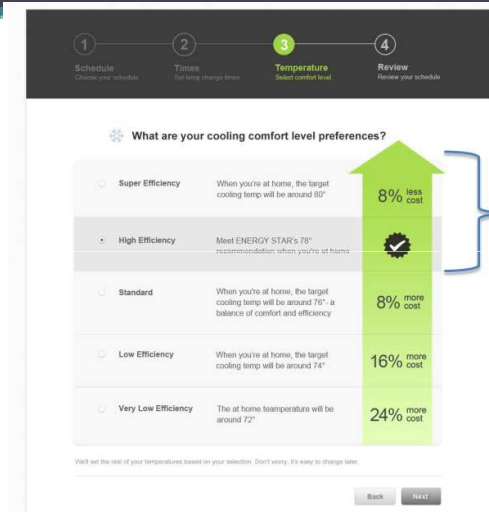 1
2
3
4
Schedule
Choose your schedule
Times
Set temp change times
Temperature
Select comfort level
Review
Review your schedule
What are your cooling comfort level preferences?
Super Efficiency
When you're at home, the target
cooling temp will be around 80°
8% less
cost
High Efficiency
Meet ENERGY STAR's 78°
recommendation when you're at home
Standard
When you're at home, the target
cooling temp will be around 76°- a
balance of comfort and efficiency
8% more
cost
Low Efficiency
When you're at home, the target
cooling temp will be around 74°
16% more
cost
Very Low Efficiency
The at home teamperature will be
around 72°
24% more
cost
We'll set the rest of your temperatures based on your selection. Don't worry, it's easy to change later.
Back
Next